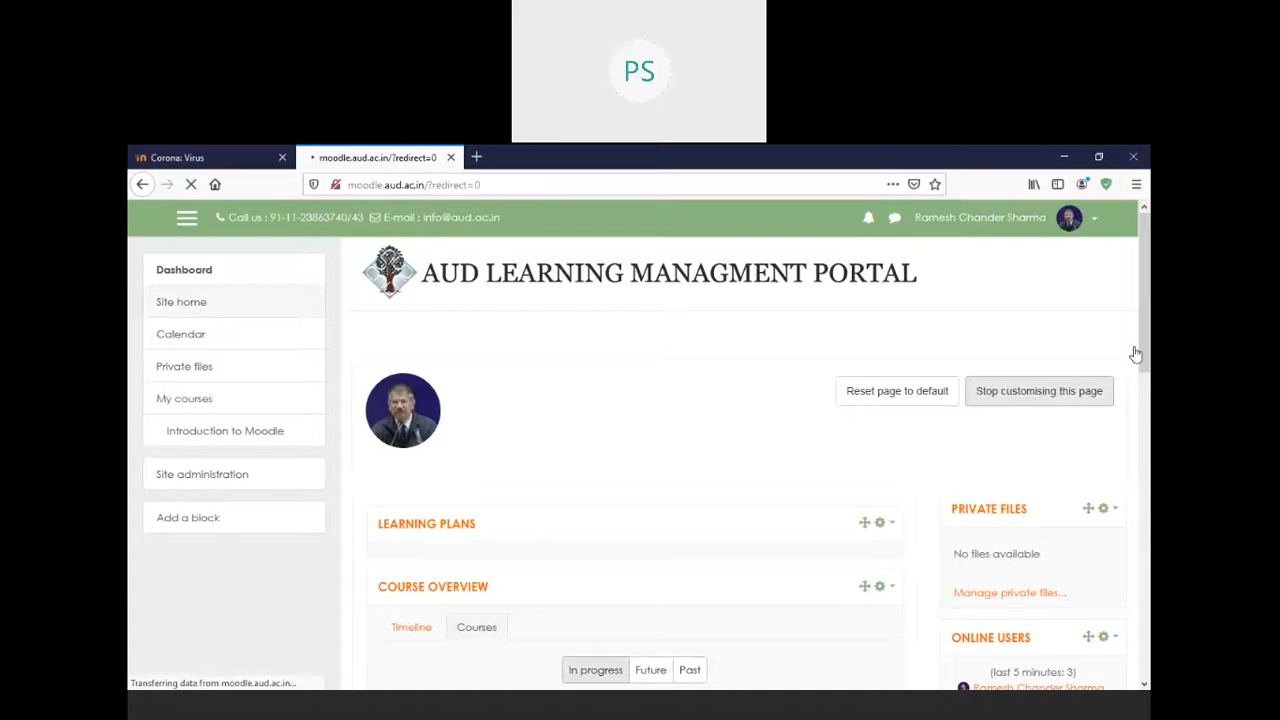 PS
Corona: Virus
moodle.aud.ac.in/?redirect=0
moodle.aud.ac.in/?redirect=0
Call us : 91-11-23863740/43 E-mail : info@aud.ac.in
Ramesh Chander Sharma
AUD LEARNING MANAGMENT PORTAL
Dashboard
Site home
Calendar
Private files
My courses
Introduction to Moodle
Site administration
Add a block
Reset page to default
Stop customising this page
LEARNING PLANS
COURSE OVERVIEW
Timeline
Courses
In progress
Future
Past
PRIVATE FILES
No files available
Manage private files...
ONLINE USERS
(last 5 minutes: 3)
Ramesh Chander Sharma
Transferring data from moodle.aud.ac.in...